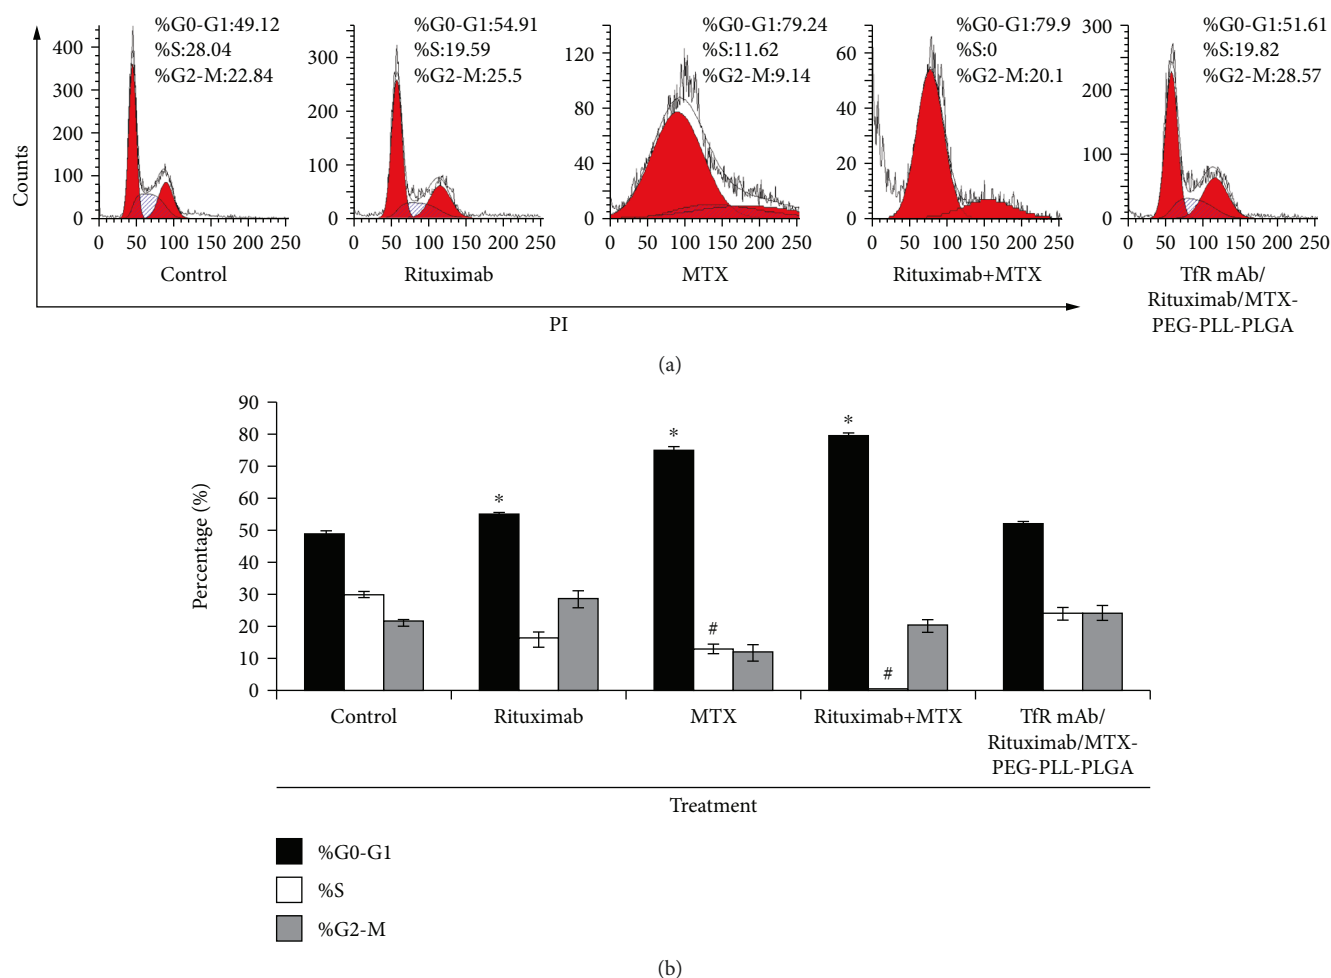 %G0-G1:49.12
%S:28.04
%G2-M:22.84
400
300
200
100
0
0 50 100 150 200 250
Control
%G0-G1:54.91
%S:19.59
%G2-M:25.5
300
200
100
0
0 50 100 150 200 250
Rituximab
%G0-G1:79.24
%S:11.62
%G2-M:9.14
120
80
40
0
0 50 100 150 200 250
MTX
%G0-G1:79.9
%S:0
%G2-M:20.1
60
40
20
0
0 50 100 150 200 250
Rituximab+MTX
%G0-G1:51.61
%S:19.82
%G2-M:28.57
300
200
100
0
0 50 100 150 200 250
TfR mAb/
Rituximab/MTX-
PEG-PLL-PLGA
Counts
PI
(a)
Percentage (%)
90
80
70
60
50
40
30
20
10
0
*
*
#
*
#
Control
Rituximab
MTX
Rituximab+MTX
TfR mAb/
Rituximab/MTX-
PEG-PLL-PLGA
Treatment
%G0-G1
%S
%G2-M
(b)